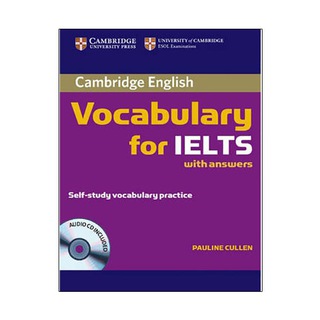 CAMBRIDGE
UNIVERSITY PRESS
UNIVERSITY of CAMBRIDGE
ESOL Examinations
Cambridge English
Vocabulary
for IELTS
with answers
Self-study vocabulary practice
AUDIO CD INCLUDED
PAULINE CULLEN